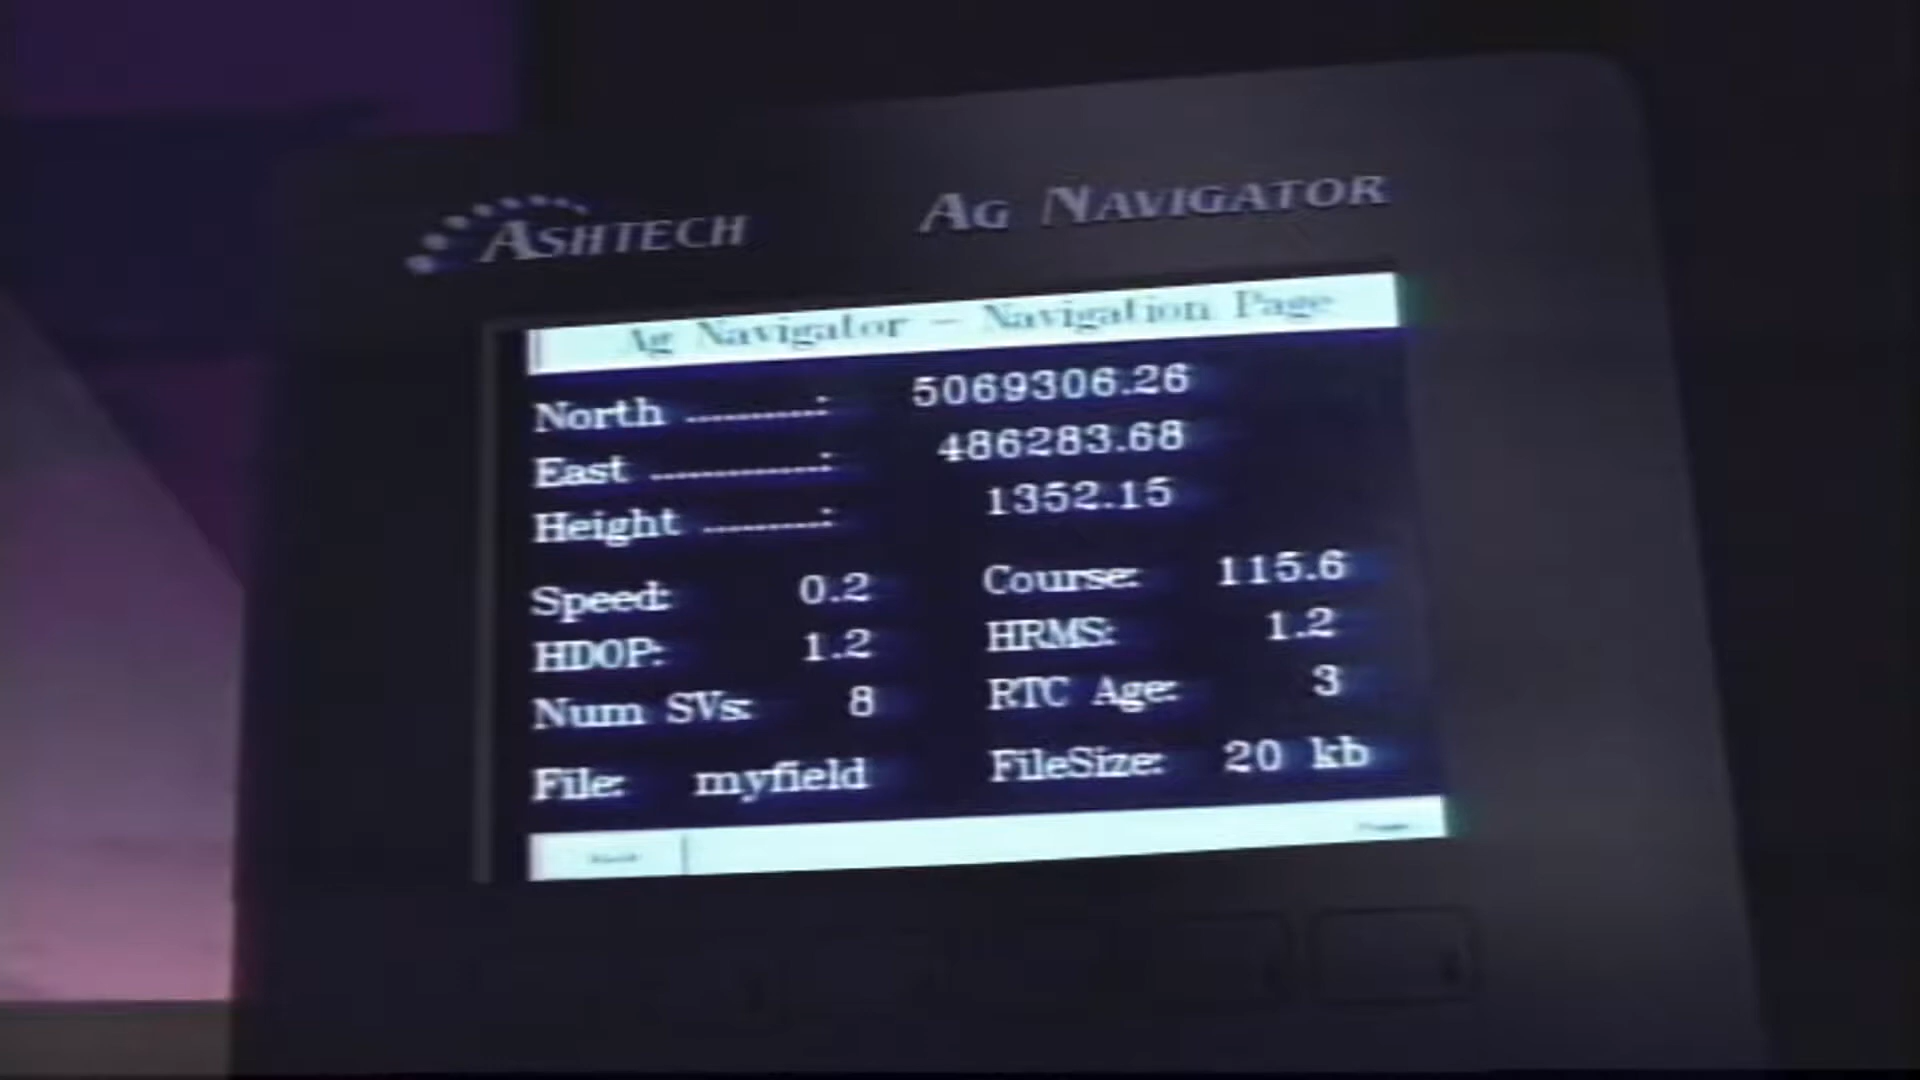 ASHTECH AG NAVIGATOR
Ag Navigator - Navigation Page
North ..........: 5069306.26
East .............: 486283.68
Height .........: 1352.15
Speed: 0.2 Course: 115.6
HDOP: 1.2 HRMS: 1.2
Num SVs: 8 RTC Age: 3
File: myfield FileSize: 20 kb